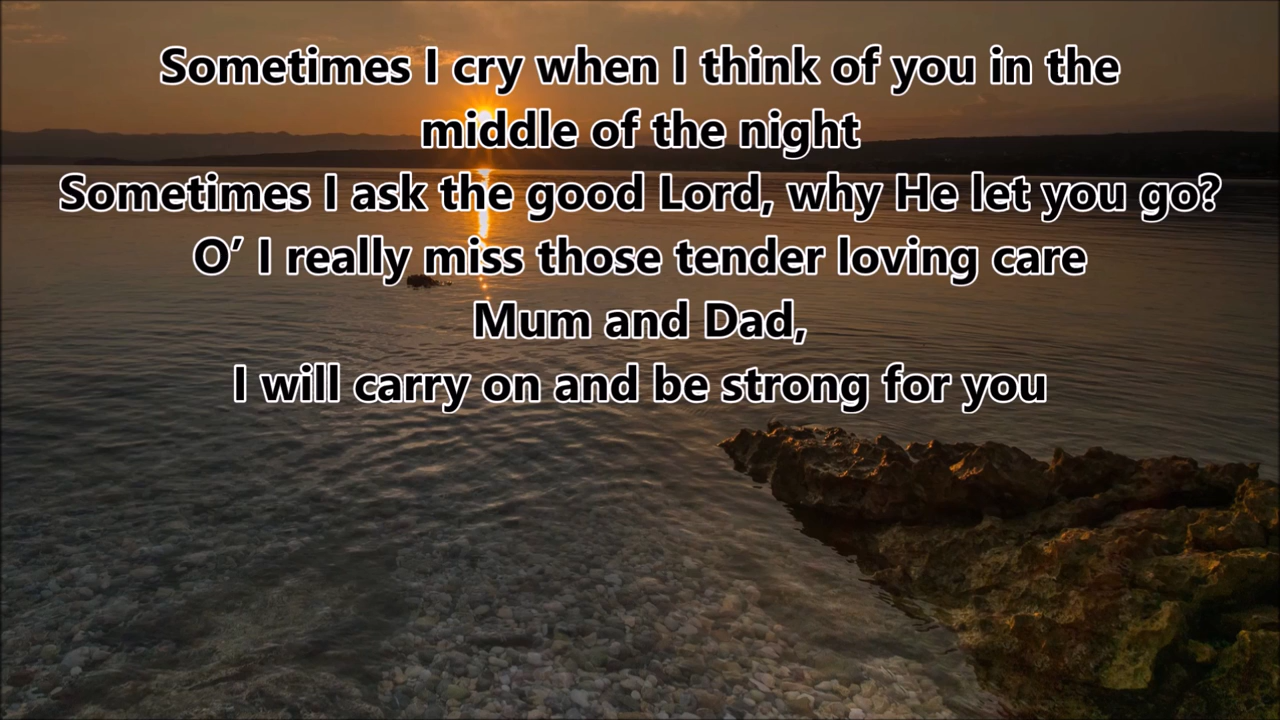 Sometimes I cry when I think of you in the
middle of the night
Sometimes I ask the good Lord, why He let you go?
O’ I really miss those tender loving care
Mum and Dad,
I will carry on and be strong for you